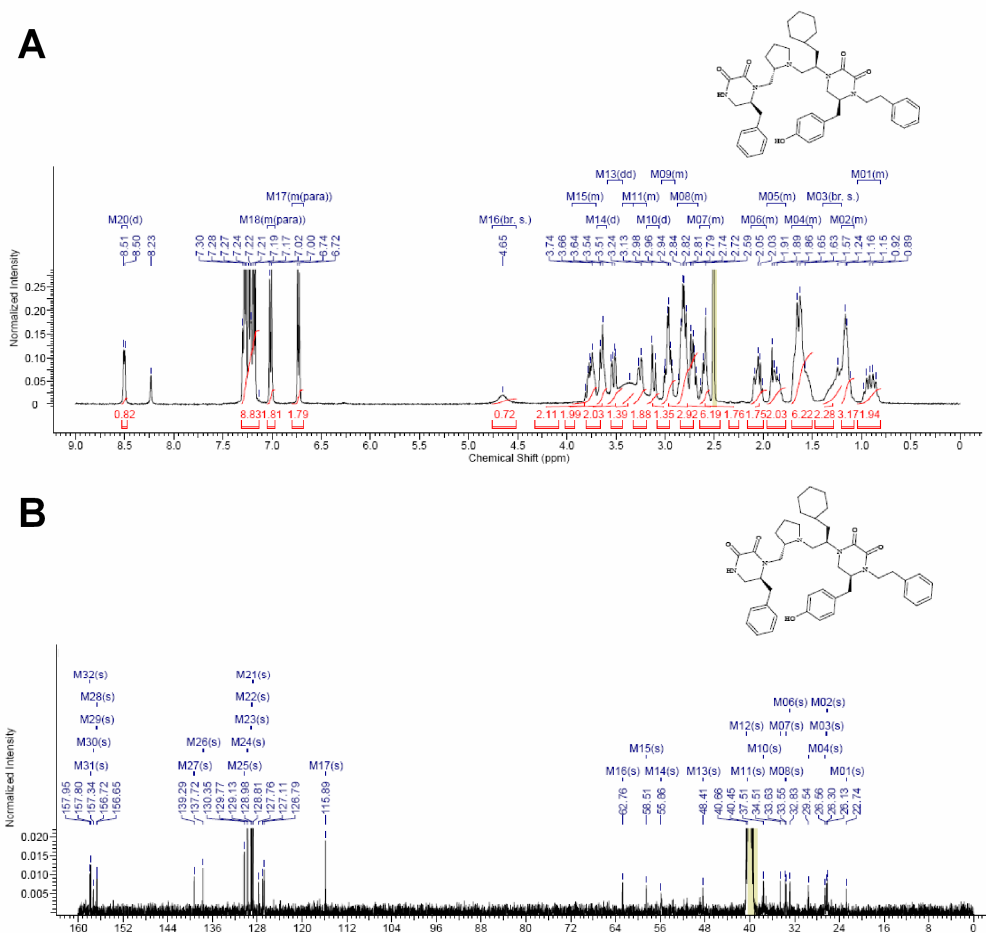 A
O
O
N
N
N
O
O
HN
N
HO
M13(dd)
M09(m)
M01(m)
M17(m(para))
M15(m)
M11(m)
M08(m)
M05(m)
M03(br, s.)
M20(d)
M18(m(para))
M16(br, s.)
M14(d)
M10(d)
M07(m)
M06(m)
M04(m)
M02(m)
8.51 8.50 8.23 7.30 7.28 7.27 7.24 7.22 7.21 7.19 7.17 7.02 7.00 6.74 6.72 4.65 3.74 3.66 3.64 3.54 3.51 3.24 3.13 2.98 2.96 2.94 2.84 2.82 2.81 2.79 2.74 2.72 2.59 2.05 2.03 1.91 1.89 1.86 1.65 1.63 1.57 1.24 1.16 1.15 0.92 0.89
Normalized Intensity
0.25
0.20
0.15
0.10
0.05
0
0.82 8.83 1.81 1.79 0.72 2.11 1.99 2.03 1.39 1.88 1.35 2.92 6.19 1.76 1.75 2.03 6.22 2.28 3.17 1.94
9.0 8.5 8.0 7.5 7.0 6.5 6.0 5.5 5.0 4.5 4.0 3.5 3.0 2.5 2.0 1.5 1.0 0.5 0
Chemical Shift (ppm)
B
O
O
N
N
N
O
O
HN
N
HO
M32(s)
M21(s)
M28(s)
M22(s)
M06(s)
M02(s)
M29(s)
M23(s)
M12(s)
M07(s)
M03(s)
M30(s)
M26(s)
M24(s)
M15(s)
M10(s)
M04(s)
M31(s)
M27(s)
M25(s)
M17(s)
M16(s)
M14(s)
M13(s)
M11(s)
M08(s)
M01(s)
157.95 157.80 157.34 156.72 156.65 139.29 137.72 130.35 129.77 129.13 128.98 128.81 127.76 127.11 126.79 115.89 62.76 58.51 55.86 48.41 40.66 40.45 37.51 34.51 33.63 33.55 32.83 29.54 26.56 26.30 26.13 22.74
Normalized Intensity
0.020
0.015
0.010
0.005
160 152 144 136 128 120 112 104 96 88 80 72 64 56 48 40 32 24 16 8 0